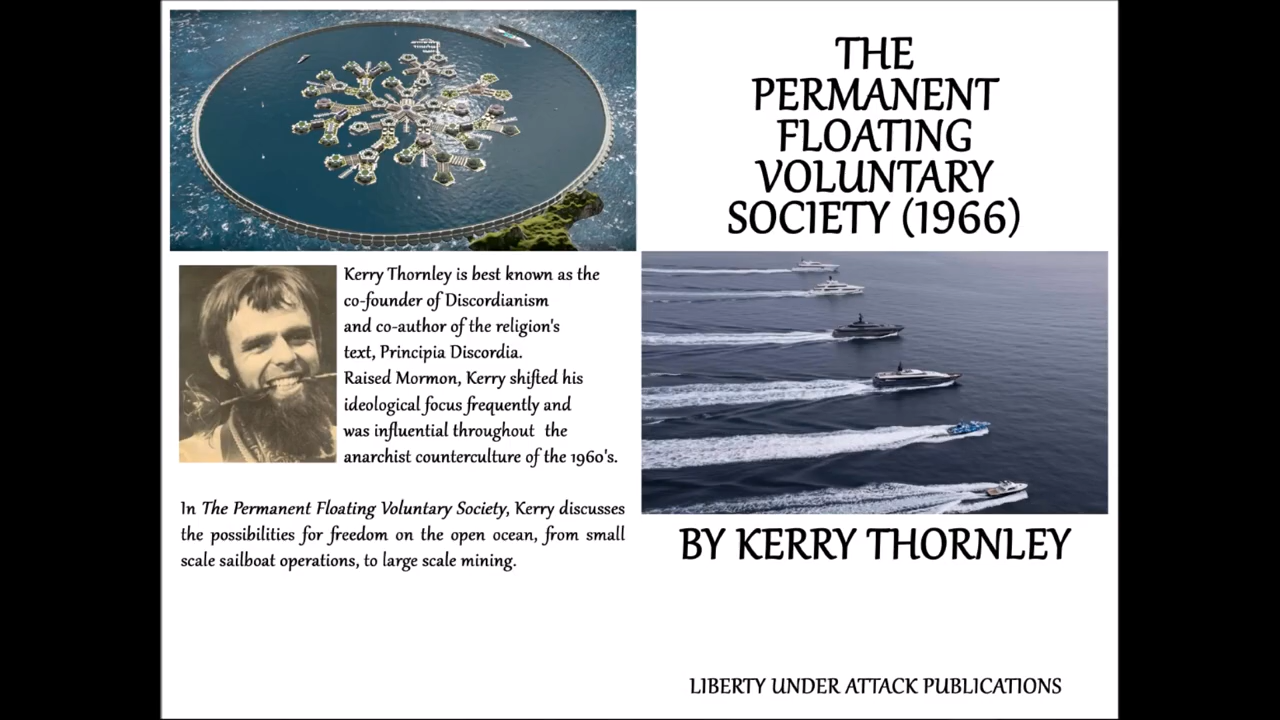 Kerry Thornley is best known as the
co-founder of Discordianism
and co-author of the religion's
text, Principia Discordia.
Raised Mormon, Kerry shifted his
ideological focus frequently and
was influential throughout the
anarchist counterculture of the 1960's.
In The Permanent Floating Voluntary Society, Kerry discusses
the possibilities for freedom on the open ocean, from small
scale sailboat operations, to large scale mining.
THE
PERMANENT
FLOATING
VOLUNTARY
SOCIETY (1966)
BY KERRY THORNLEY
LIBERTY UNDER ATTACK PUBLICATIONS